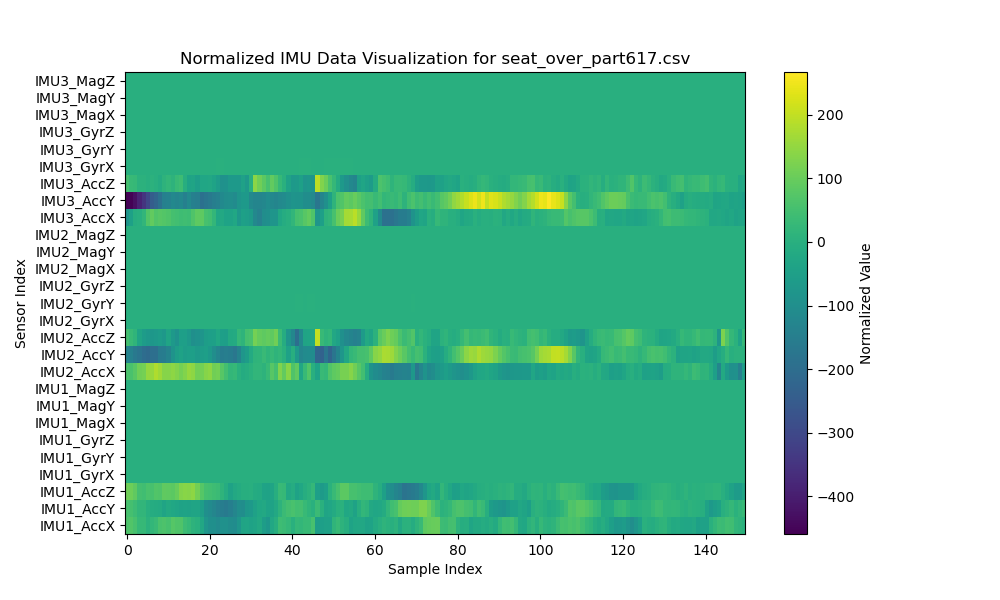 Normalized IMU Data Visualization for seat_over_part617.csv
IMU3_MagZ
IMU3_MagY
IMU3_MagX
IMU3_GyrZ
IMU3_GyrY
IMU3_GyrX
IMU3_AccZ
IMU3_AccY
IMU3_AccX
IMU2_MagZ
IMU2_MagY
IMU2_MagX
IMU2_GyrZ
IMU2_GyrY
IMU2_GyrX
IMU2_AccZ
IMU2_AccY
IMU2_AccX
IMU1_MagZ
IMU1_MagY
IMU1_MagX
IMU1_GyrZ
IMU1_GyrY
IMU1_GyrX
IMU1_AccZ
IMU1_AccY
IMU1_AccX
Sensor Index
0 20 40 60 80 100 120 140
Sample Index
200
100
0
−100
−200
−300
−400
Normalized Value